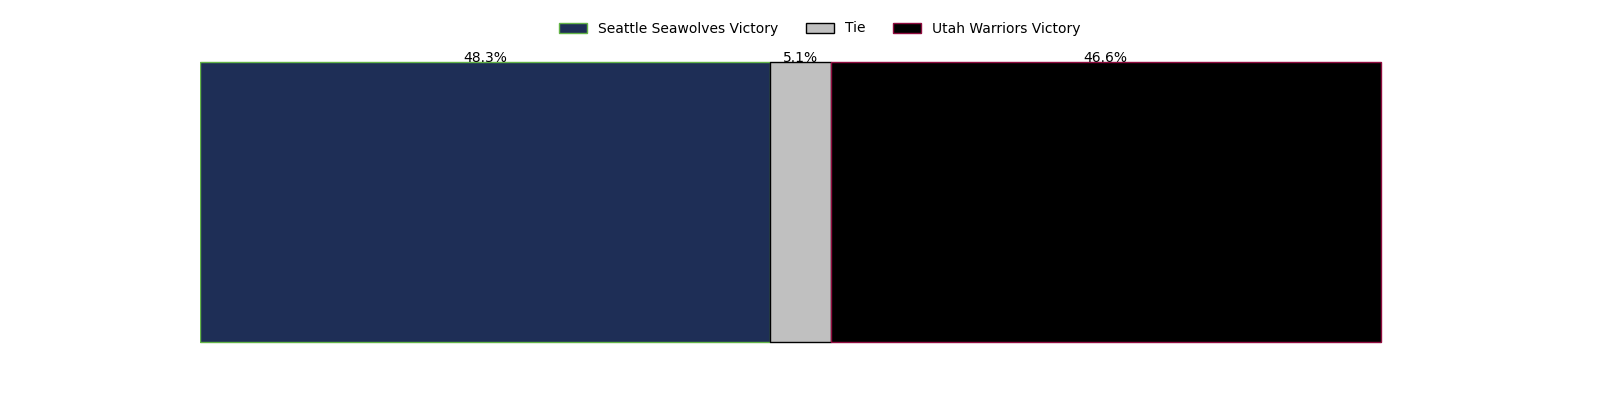 Seattle Seawolves Victory Tie Utah Warriors Victory
48.3% 5.1% 46.6%